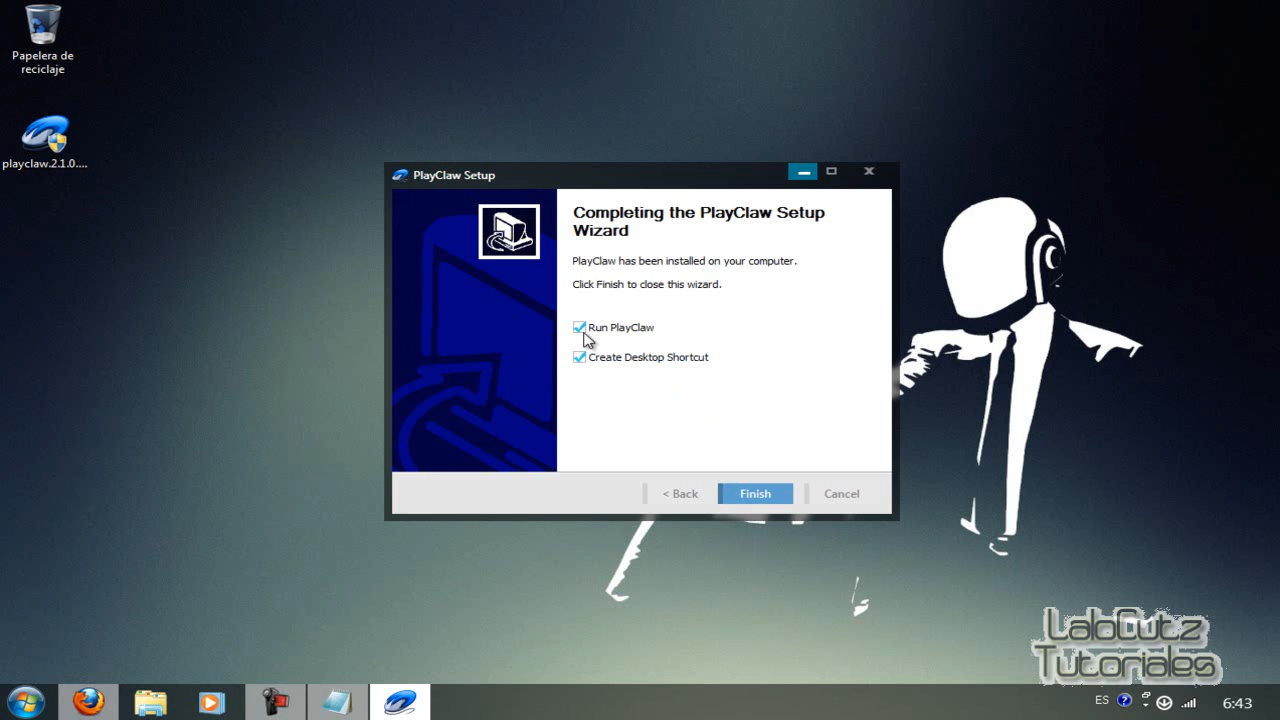 Papelera de
reciclaje
playclaw.2.1.0....
PlayClaw Setup
Completing the PlayClaw Setup
Wizard
PlayClaw has been installed on your computer.
Click Finish to close this wizard.
Run PlayClaw
Create Desktop Shortcut
< Back
Finish
Cancel
LaloCutz
Tutoriales
ES
6:43